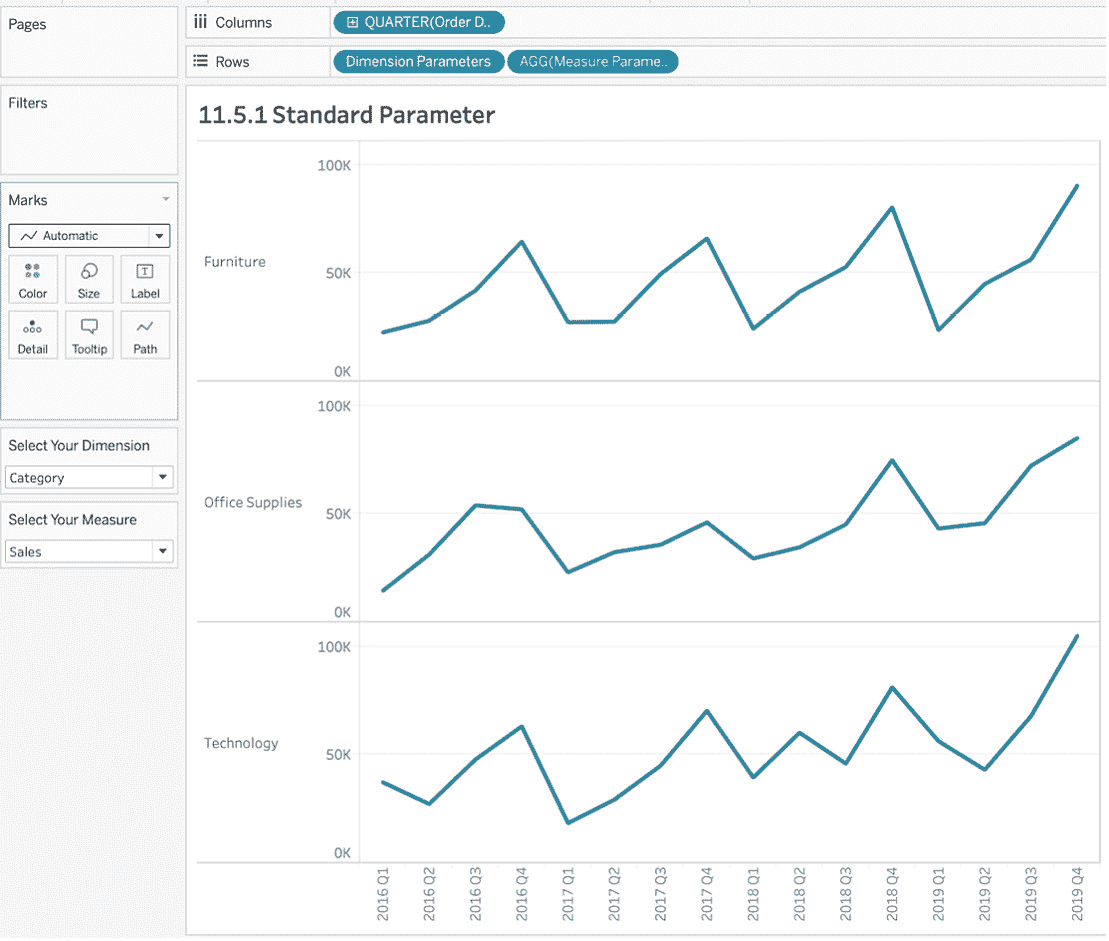 Pages
Columns
QUARTER(Order D..
Rows
Dimension Parameters
AGG(Measure Parame..
Filters
Marks
Automatic
Color
Size
Label
Detail
Tooltip
Path
Select Your Dimension
Category
Select Your Measure
Sales
11.5.1 Standard Parameter
Furniture
100K
50K
0K
Office Supplies
100K
50K
0K
Technology
100K
50K
0K
2016 Q1
2016 Q2
2016 Q3
2016 Q4
2017 Q1
2017 Q2
2017 Q3
2017 Q4
2018 Q1
2018 Q2
2018 Q3
2018 Q4
2019 Q1
2019 Q2
2019 Q3
2019 Q4